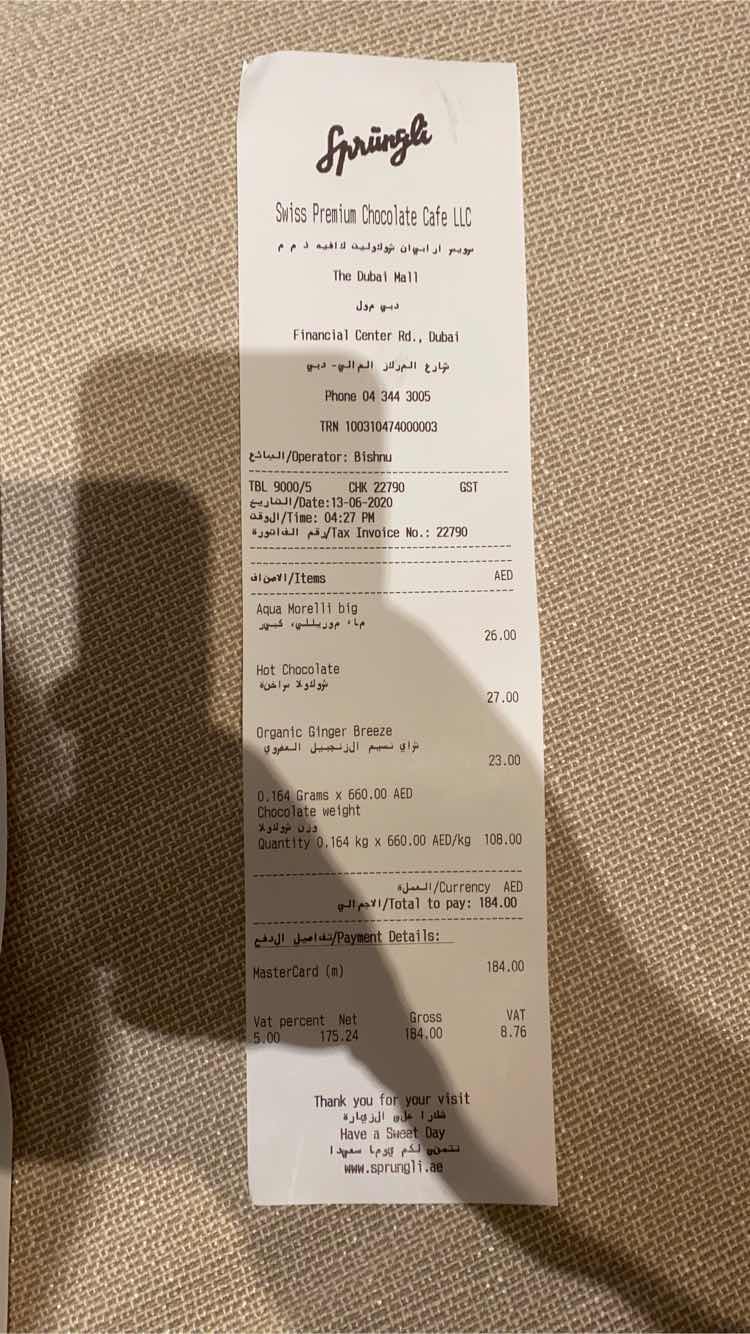 Sprüngli
Swiss Premium Chocolate Cafe LLC
سويس ارابيان شوكوليت كافيه ذ م م
The Dubai Mall
دبي مول
Financial Center Rd., Dubai
شارع المركز المالي- دبي
Phone 04 344 3005
TRN 100310474000003
البائع/Operator: Bishnu
TBL 9000/5 CHK 22790 GST
التاريخ/Date:13-06-2020
الوقت/Time: 04:27 PM
رقم الفاتورة/Tax Invoice No.: 22790
الاصناف/Items AED
Aqua Morelli big
ماء موريللي، كبير
26.00
Hot Chocolate
شوكولا ساخنة
27.00
Organic Ginger Breeze
شاي نسيم الزنجبيل العضوي
23.00
0.164 Grams x 660.00 AED
Chocolate weight
وزن شوكولا
Quantity 0.164 kg x 660.00 AED/kg 108.00
العملة/Currency AED
الاجمالي/Total to pay: 184.00
تفاصيل الدفع/Payment Details:
MasterCard (m) 184.00
Vat percent Net Gross VAT
5.00 175.24 184.00 8.76
Thank you for your visit
شكرا على الزيارة
Have a Sweet Day
نتمنى لكم يوما سعيدا
www.sprungli.ae